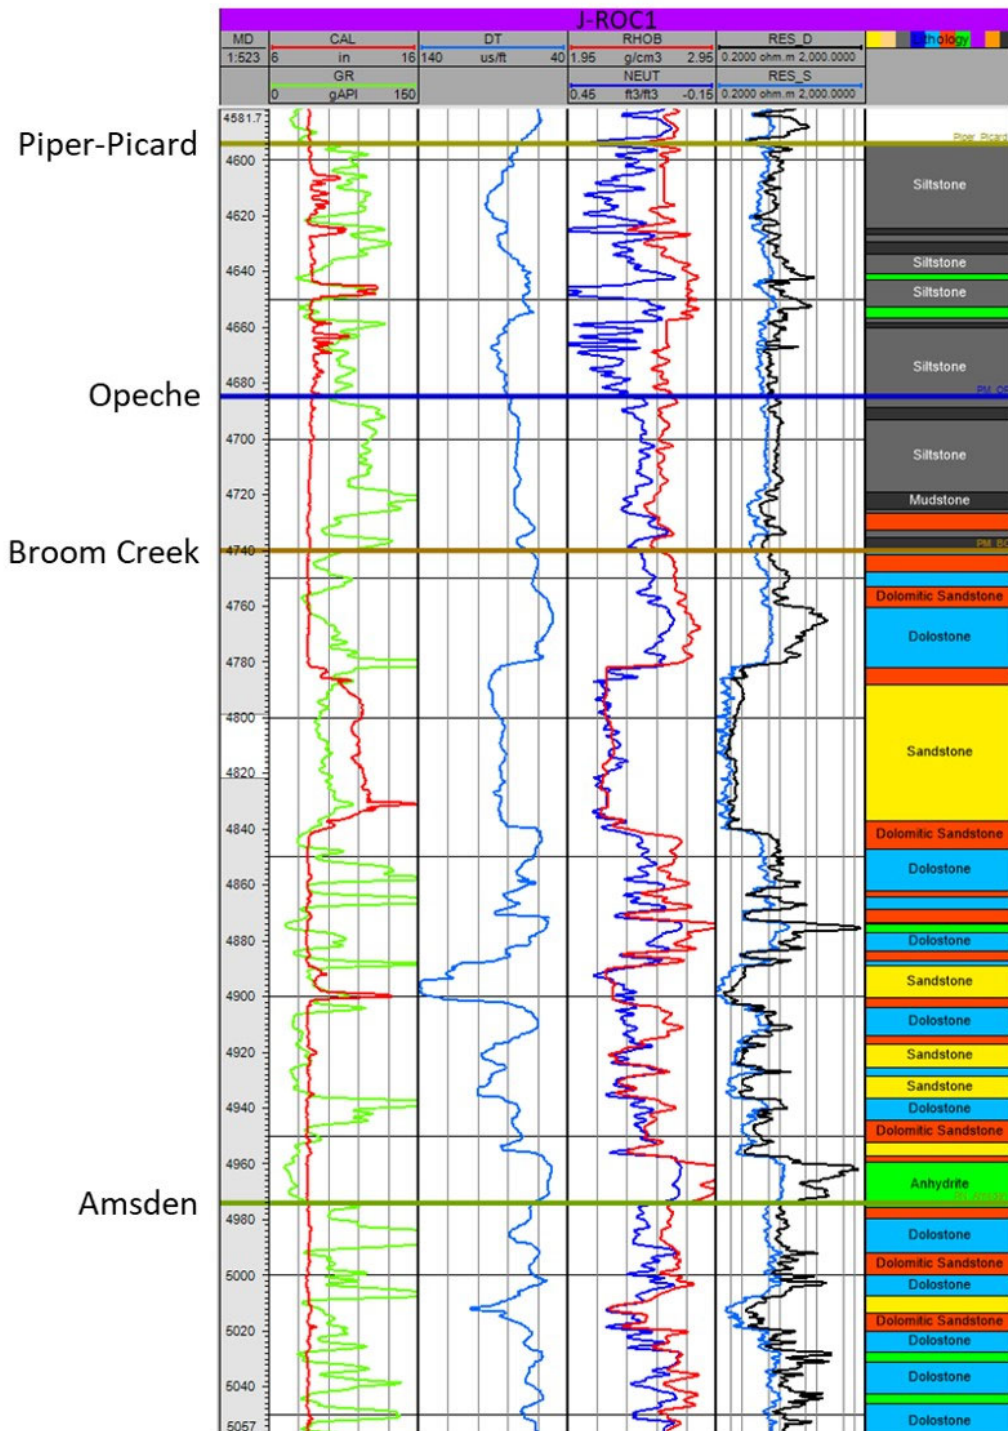 J-ROC1
MD CAL DT RHOB RES_D Lithology
1:523 6 in 16 140 us/ft 40 1.95 g/cm3 2.95 0.2000 ohm.m 2,000.0000
GR NEUT RES_S
0 gAPI 150 0.45 ft3/ft3 -0.15 0.2000 ohm.m 2,000.0000
4581.7
Piper-Picard
Piper_Picard
4600
Siltstone
4620
Siltstone
4640
Siltstone
4660
Siltstone
4680
Opeche
4700
Siltstone
4720
Mudstone
4740
Broom Creek
4760
Dolomitic Sandstone
Dolostone
4780
4800
Sandstone
4820
4840
Dolomitic Sandstone
Dolostone
4860
4880
Dolostone
Sandstone
4900
Dolostone
4920
Sandstone
Sandstone
4940
Dolostone
Dolomitic Sandstone
4960
Anhydrite
Amsden
4980
Dolostone
Dolomitic Sandstone
5000
Dolostone
Dolomitic Sandstone
5020
Dolostone
Dolostone
5040
Dolostone
5057